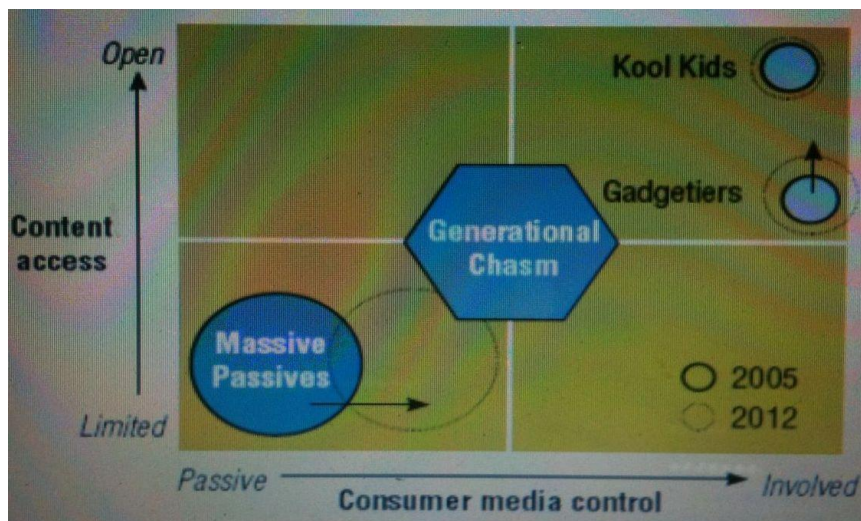 Open
Kool Kids
Gadgetiers
Content
access
Generational
Chasm
Massive
Passives
2005
2012
Limited
Passive
Involved
Consumer media control